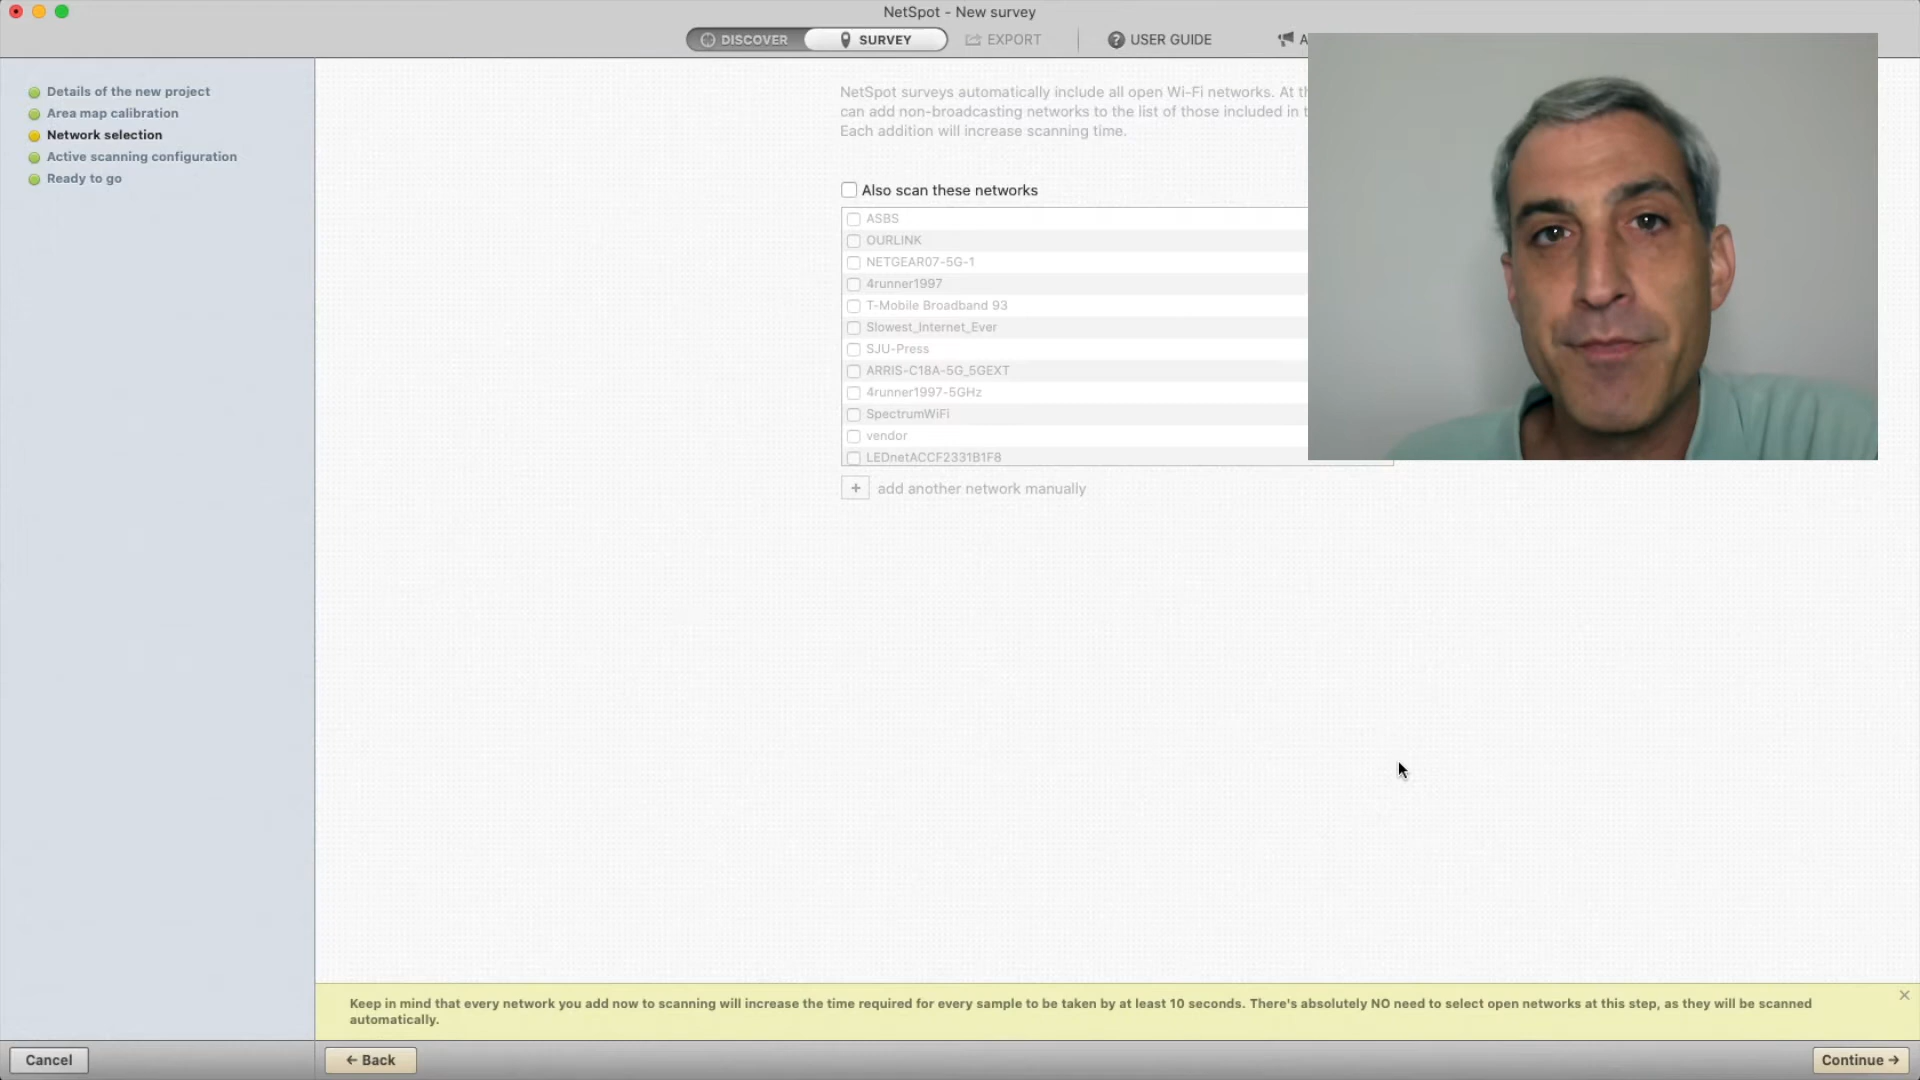 NetSpot - New survey
DISCOVER
SURVEY
EXPORT
USER GUIDE
A
Details of the new project
Area map calibration
Network selection
Active scanning configuration
Ready to go
NetSpot surveys automatically include all open Wi-Fi networks. At th
can add non-broadcasting networks to the list of those included in t
Each addition will increase scanning time.
Also scan these networks
ASBS
OURLINK
NETGEAR07-5G-1
4runner1997
T-Mobile Broadband 93
Slowest_Internet_Ever
SJU-Press
ARRIS-C18A-5G_5GEXT
4runner1997-5GHz
SpectrumWiFi
vendor
LEDnetACCF2331B1F8
+ add another network manually
Keep in mind that every network you add now to scanning will increase the time required for every sample to be taken by at least 10 seconds. There's absolutely NO need to select open networks at this step, as they will be scanned
automatically.
Cancel
← Back
Continue →